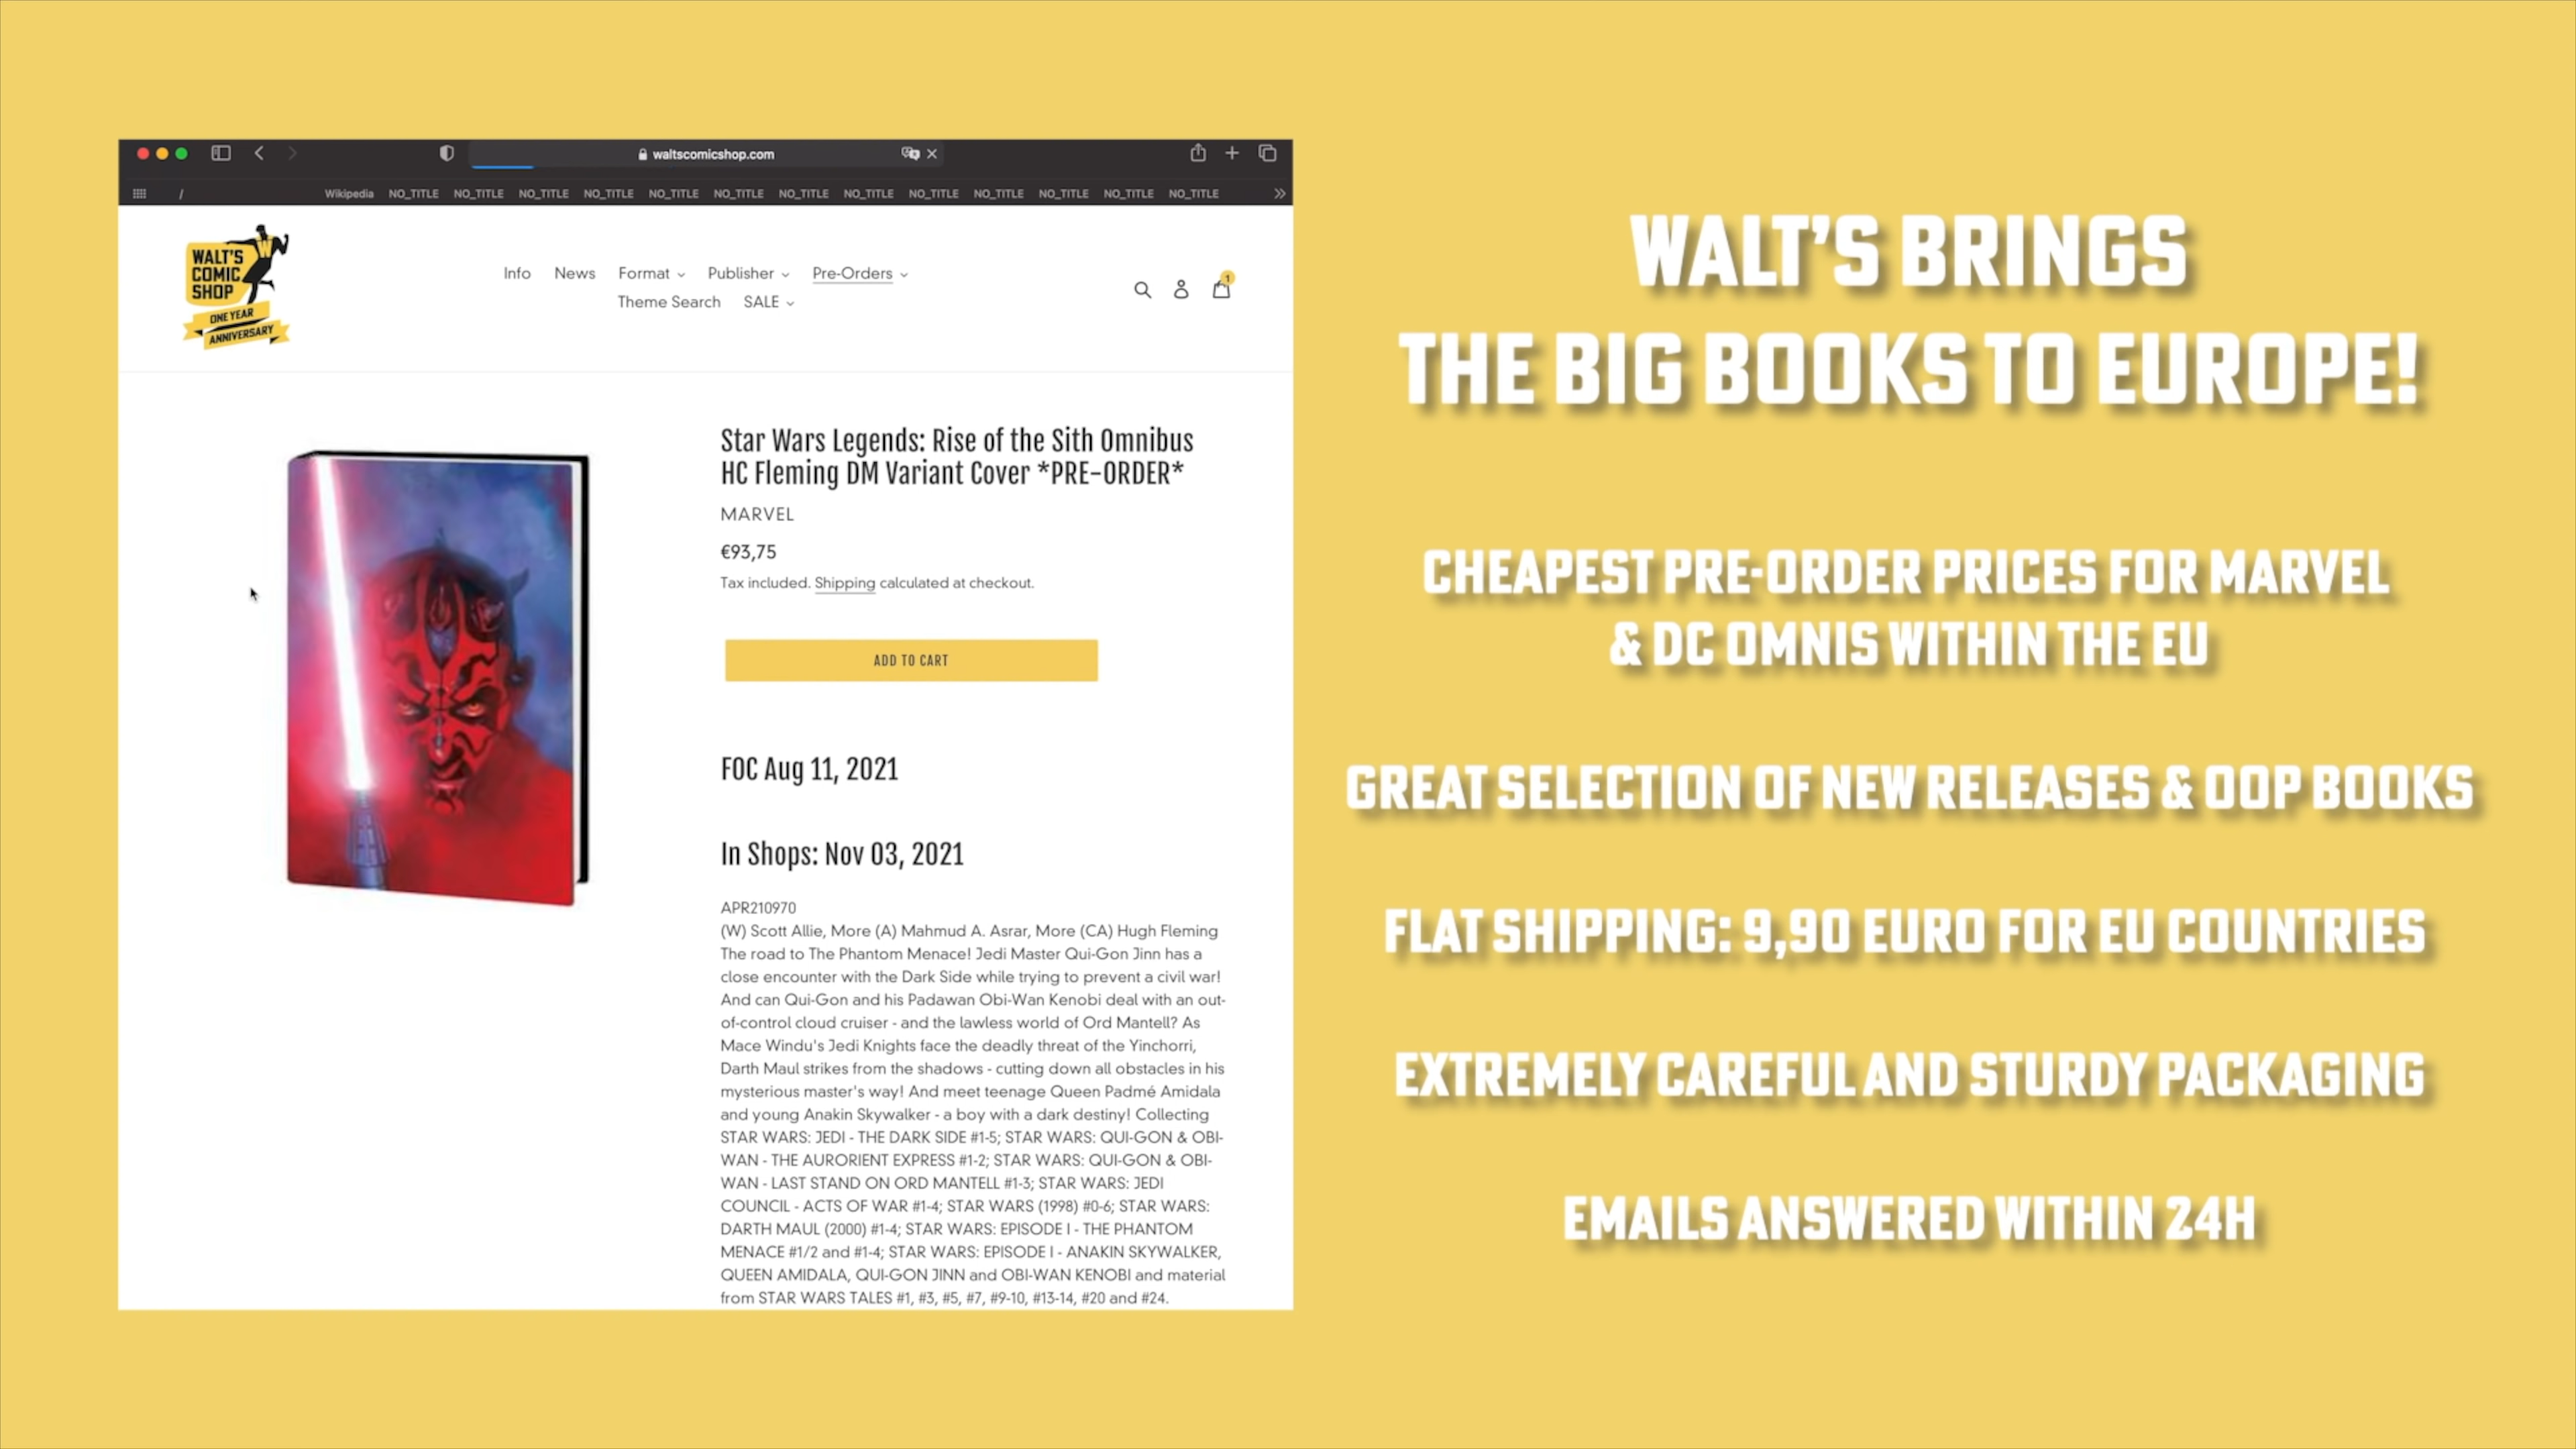 waltscomicshop.com
/ Wikipedia NO_TITLE NO_TITLE NO_TITLE NO_TITLE NO_TITLE NO_TITLE NO_TITLE NO_TITLE NO_TITLE NO_TITLE NO_TITLE NO_TITLE NO_TITLE
WALT'S
COMIC
SHOP
ONE YEAR
ANNIVERSARY
Info News Format Publisher Pre-Orders
Theme Search SALE
1
Star Wars Legends: Rise of the Sith Omnibus
HC Fleming DM Variant Cover *PRE-ORDER*
MARVEL
€93,75
Tax included. Shipping calculated at checkout.
ADD TO CART
FOC Aug 11, 2021
In Shops: Nov 03, 2021
APR210970
(W) Scott Allie, More (A) Mahmud A. Asrar, More (CA) Hugh Fleming
The road to The Phantom Menace! Jedi Master Qui-Gon Jinn has a
close encounter with the Dark Side while trying to prevent a civil war!
And can Qui-Gon and his Padawan Obi-Wan Kenobi deal with an out-
of-control cloud cruiser - and the lawless world of Ord Mantell? As
Mace Windu's Jedi Knights face the deadly threat of the Yinchorri,
Darth Maul strikes from the shadows - cutting down all obstacles in his
mysterious master's way! And meet teenage Queen Padmé Amidala
and young Anakin Skywalker - a boy with a dark destiny! Collecting
STAR WARS: JEDI - THE DARK SIDE #1-5; STAR WARS: QUI-GON & OBI-
WAN - THE AURORIENT EXPRESS #1-2; STAR WARS: QUI-GON & OBI-
WAN - LAST STAND ON ORD MANTELL #1-3; STAR WARS: JEDI
COUNCIL - ACTS OF WAR #1-4; STAR WARS (1998) #0-6; STAR WARS:
DARTH MAUL (2000) #1-4; STAR WARS: EPISODE I - THE PHANTOM
MENACE #1/2 and #1-4; STAR WARS: EPISODE I - ANAKIN SKYWALKER,
QUEEN AMIDALA, QUI-GON JINN and OBI-WAN KENOBI and material
from STAR WARS TALES #1, #3, #5, #7, #9-10, #13-14, #20 and #24.
WALT'S BRINGS
THE BIG BOOKS TO EUROPE!
CHEAPEST PRE-ORDER PRICES FOR MARVEL
& DC OMNIS WITHIN THE EU
GREAT SELECTION OF NEW RELEASES & OOP BOOKS
FLAT SHIPPING: 9,90 EURO FOR EU COUNTRIES
EXTREMELY CAREFUL AND STURDY PACKAGING
EMAILS ANSWERED WITHIN 24H